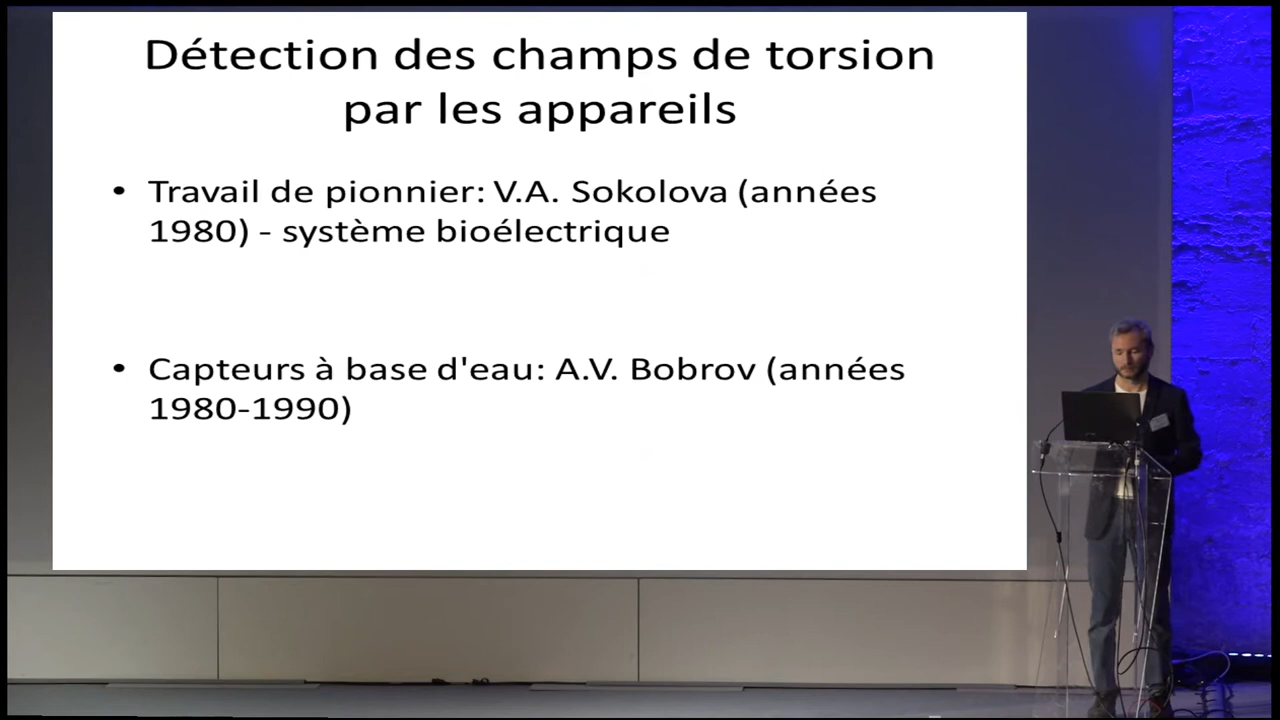 Détection des champs de torsion
par les appareils
• Travail de pionnier: V.A. Sokolova (années
1980) - système bioélectrique
• Capteurs à base d'eau: A.V. Bobrov (années
1980-1990)